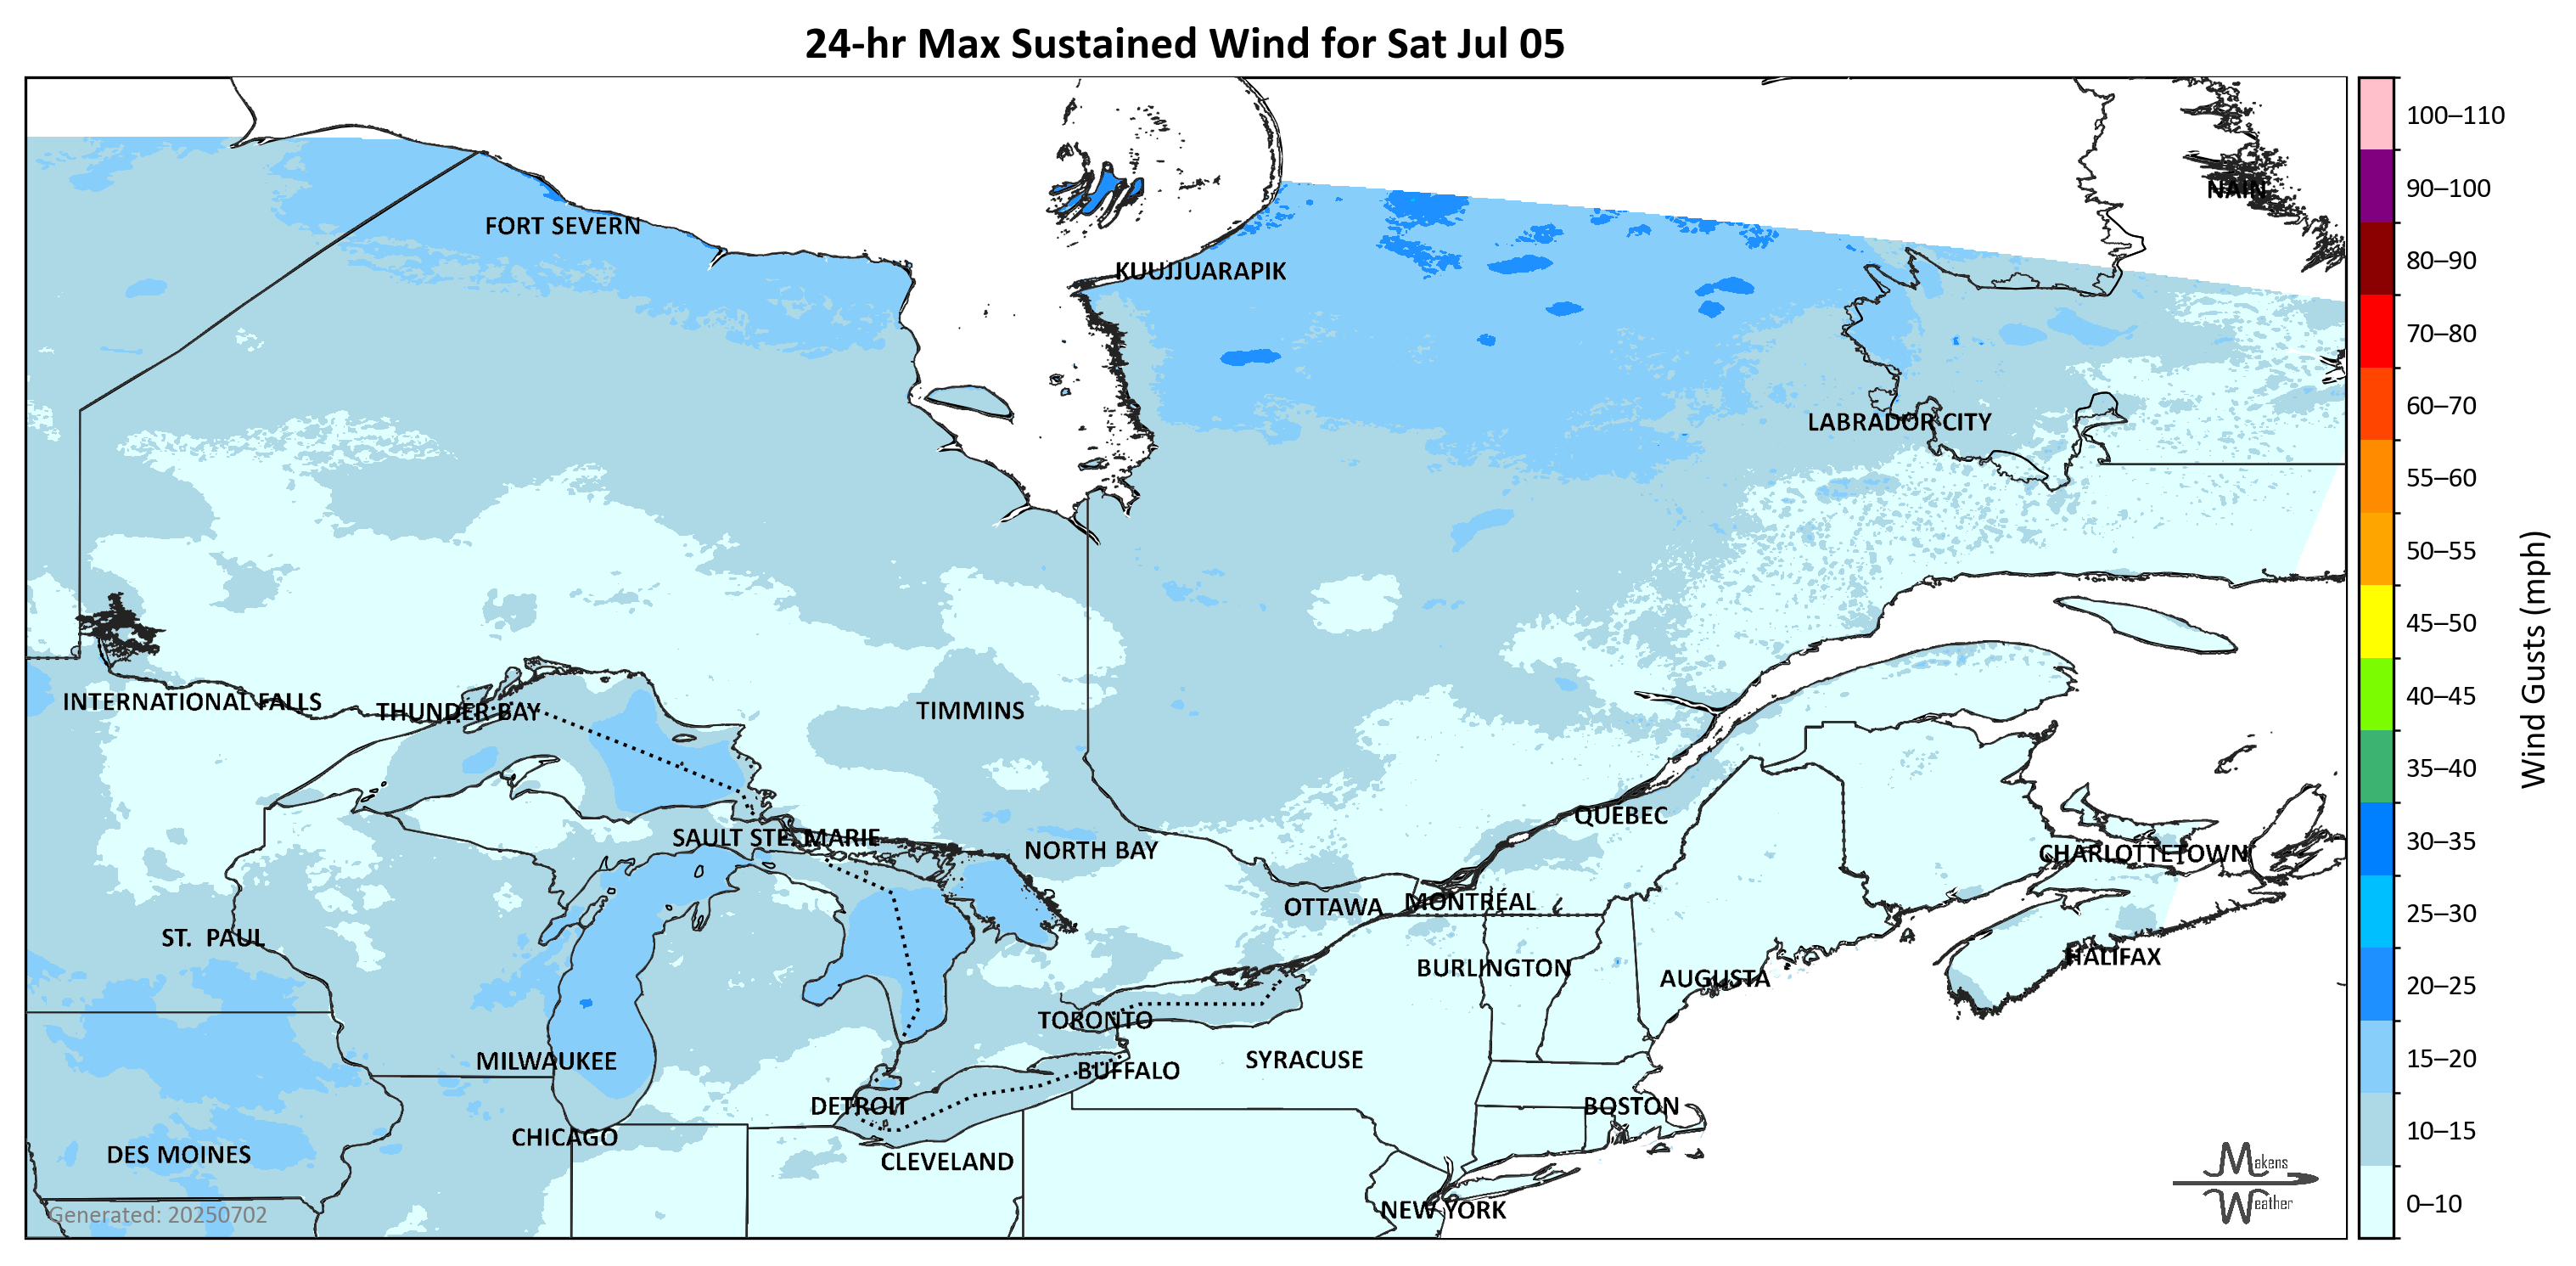 24-hr Max Sustained Wind for Sat Jul 05
100–110
90–100
80–90
70–80
60–70
55–60
50–55
45–50
40–45
35–40
30–35
25–30
20–25
15–20
10–15
0–10
Wind Gusts (mph)
NAIN
FORT SEVERN
KUUJJUARAPIK
LABRADOR CITY
INTERNATIONAL FALLS
THUNDER BAY
TIMMINS
QUEBEC
SAULT STE. MARIE
NORTH BAY
CHARLOTTETOWN
OTTAWA
MONTRÉAL
ST. PAUL
HALIFAX
BURLINGTON
AUGUSTA
TORONTO
MILWAUKEE
SYRACUSE
BUFFALO
DETROIT
BOSTON
CHICAGO
DES MOINES
CLEVELAND
NEW YORK
Generated: 20250702
Makens
Weather